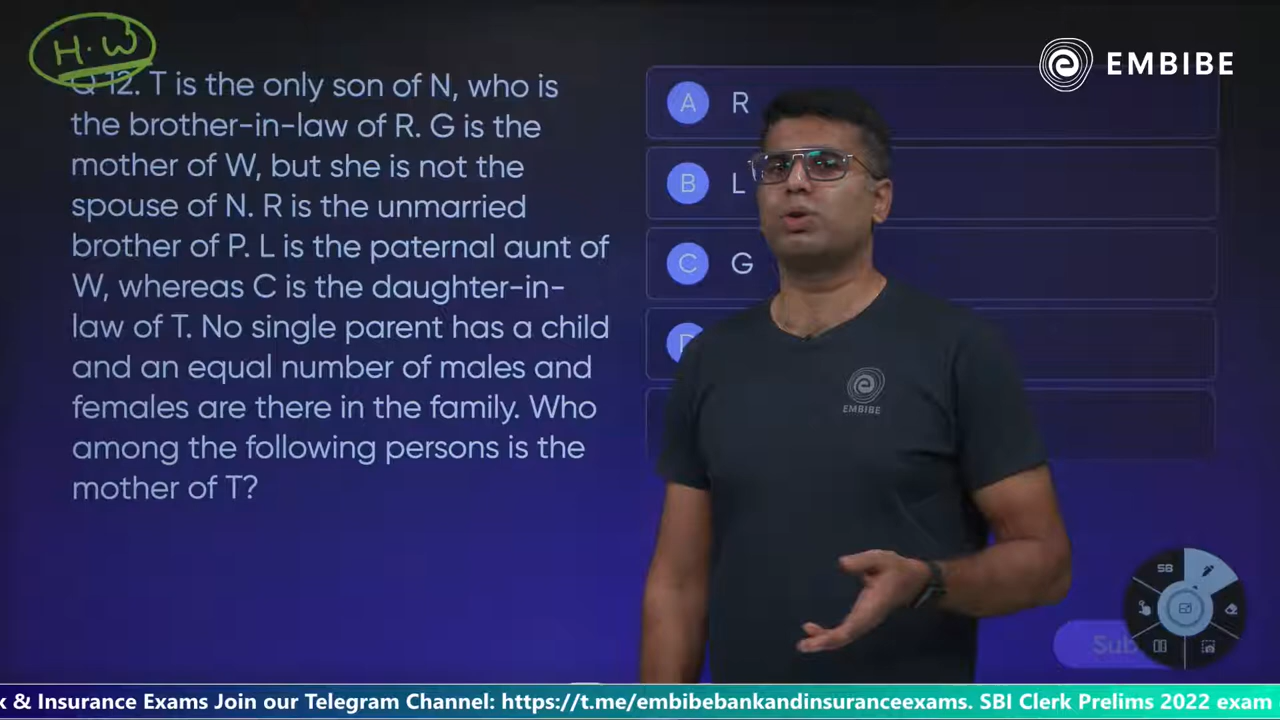 H.W
EMBIBE
Q 12. T is the only son of N, who is
the brother-in-law of R. G is the
mother of W, but she is not the
spouse of N. R is the unmarried
brother of P. L is the paternal aunt of
W, whereas C is the daughter-in-
law of T. No single parent has a child
and an equal number of males and
females are there in the family. Who
among the following persons is the
mother of T?
A R
B L
C G
EMBIBE
SB
Sub
k & Insurance Exams Join our Telegram Channel: https://t.me/embibebankandinsuranceexams. SBI Clerk Prelims 2022 exam